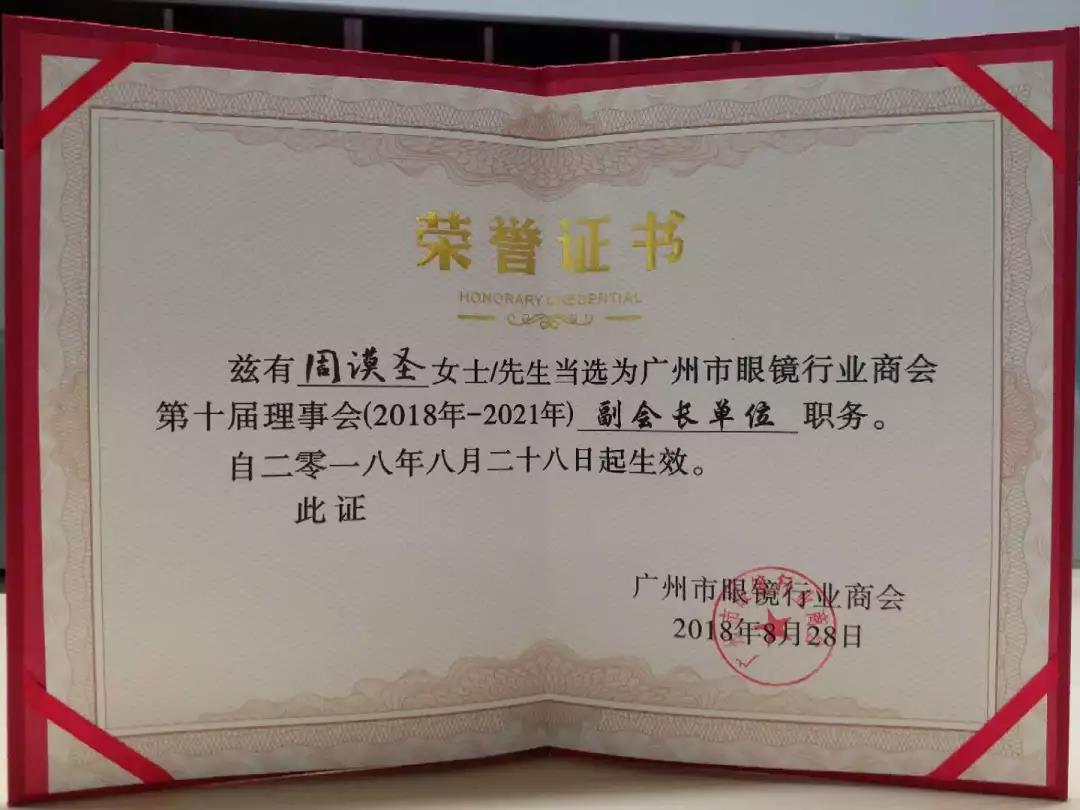 荣誉证书
HONORARY CREDENTIAL
兹有周谟圣女士/先生当选为广州市眼镜行业商会
第十届理事会(2018年-2021年)副会长单位职务。
自二零一八年八月二十八日起生效。
此证
广州市眼镜行业商会
2018年8月28日